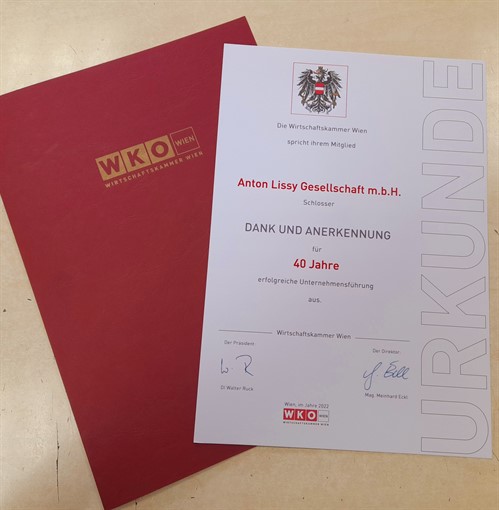 WKO WIEN
WIRTSCHAFTSKAMMER WIEN
URKUNDE
Die Wirtschaftskammer Wien
spricht ihrem Mitglied
Anton Lissy Gesellschaft m.b.H.
Schlosser
DANK UND ANERKENNUNG
für
40 Jahre
erfolgreiche Unternehmensführung
aus.
Wirtschaftskammer Wien
Der Präsident:
Der Direktor:
DI Walter Ruck
Mag. Meinhard Eckl
Wien, im Jahre 2022
WKO WIEN
WIRTSCHAFTSKAMMER WIEN